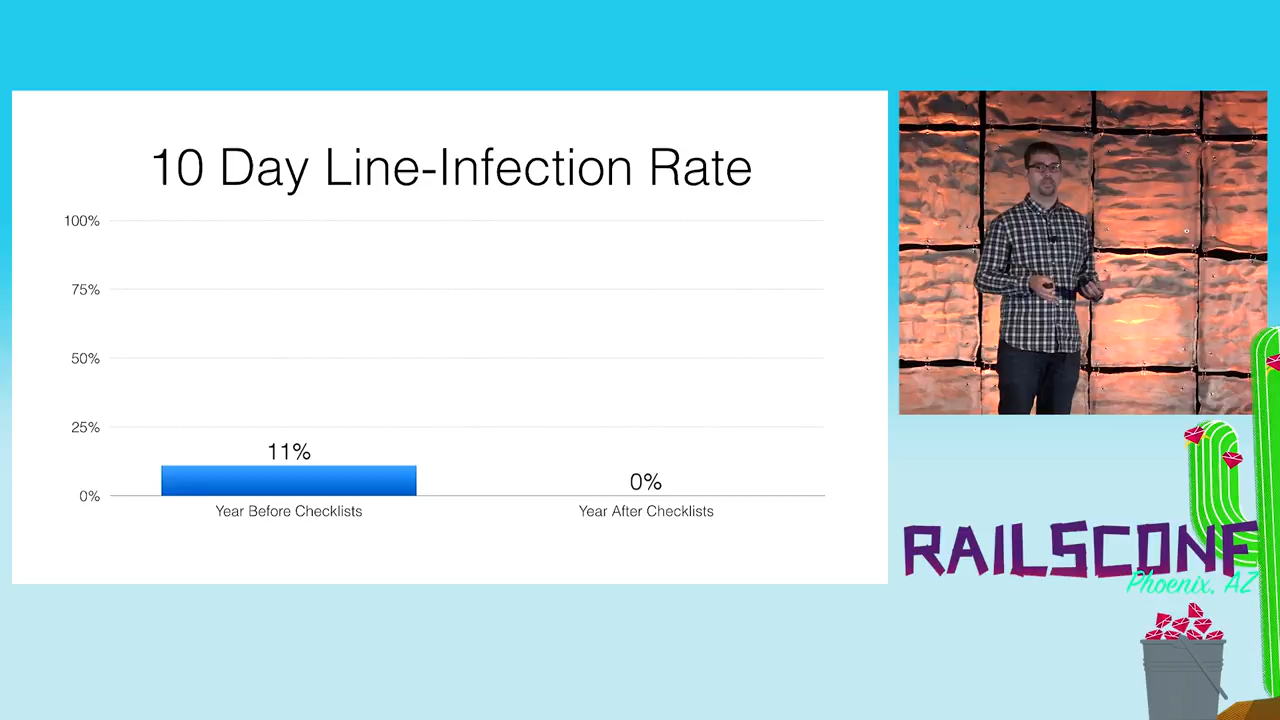 10 Day Line-Infection Rate
100%
75%
50%
25%
0%
11%
0%
Year Before Checklists
Year After Checklists
RAILSCONF
Phoenix, AZ